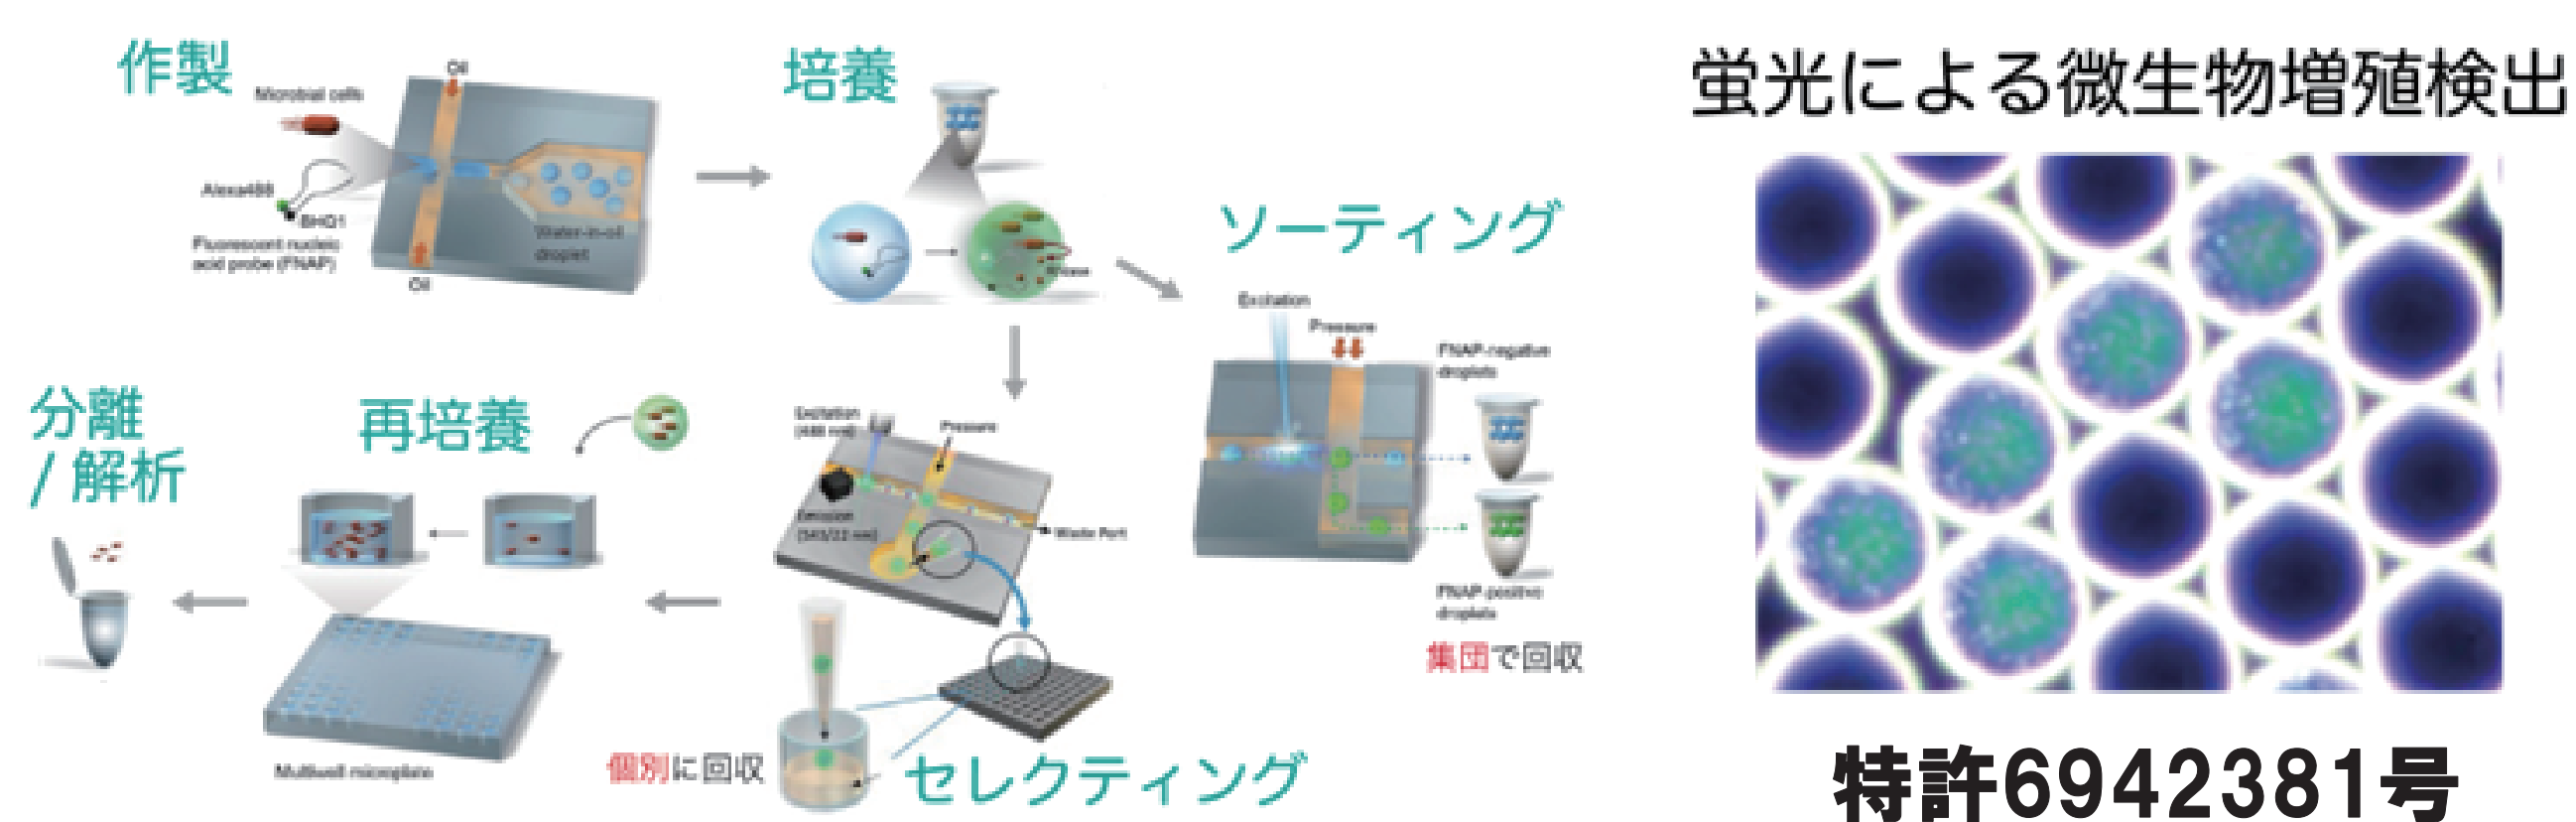 作製
Oil
Microbial cells
Alexa488
BHQ1
Fluorescent nucleic
acid probe (FNAP)
Water-in-oil
droplet
Oil
培養
ソーティング
Excitation
Pressure
FNAP-negative
droplets
FNAP-positive
droplets
集団で回収
Excitation
(488 nm)
Pressure
Emission
Waste Port
個別に回収
セレクティング
再培養
Multiwell microplate
分離
/ 解析
蛍光による微生物増殖検出
特許6942381号